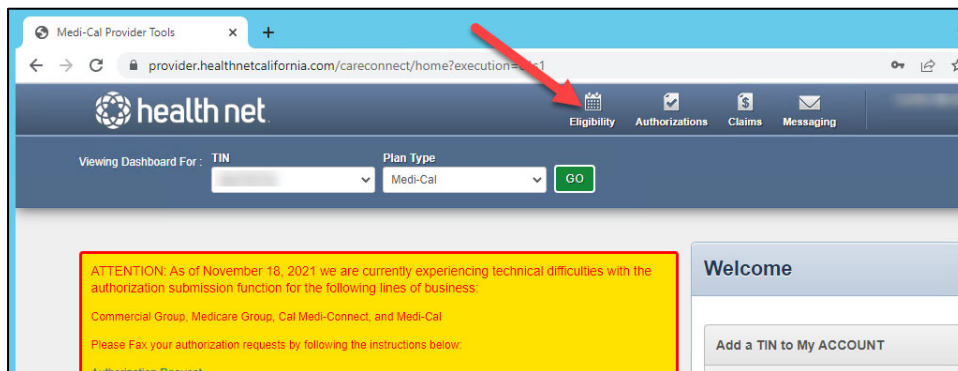 Medi-Cal Provider Tools
provider.healthnetcalifornia.com/careconnect/home?execution=
health net
Eligibility Authorizations Claims Messaging
Viewing Dashboard For : TIN Plan Type
Medi-Cal GO
ATTENTION: As of November 18, 2021 we are currently experiencing technical difficulties with the
authorization submission function for the following lines of business:
Commercial Group, Medicare Group, Cal Medi-Connect, and Medi-Cal
Please Fax your authorization requests by following the instructions below:
Authorization Request
Welcome
Add a TIN to My ACCOUNT